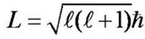 L = √ℓ(ℓ+1)ℏ